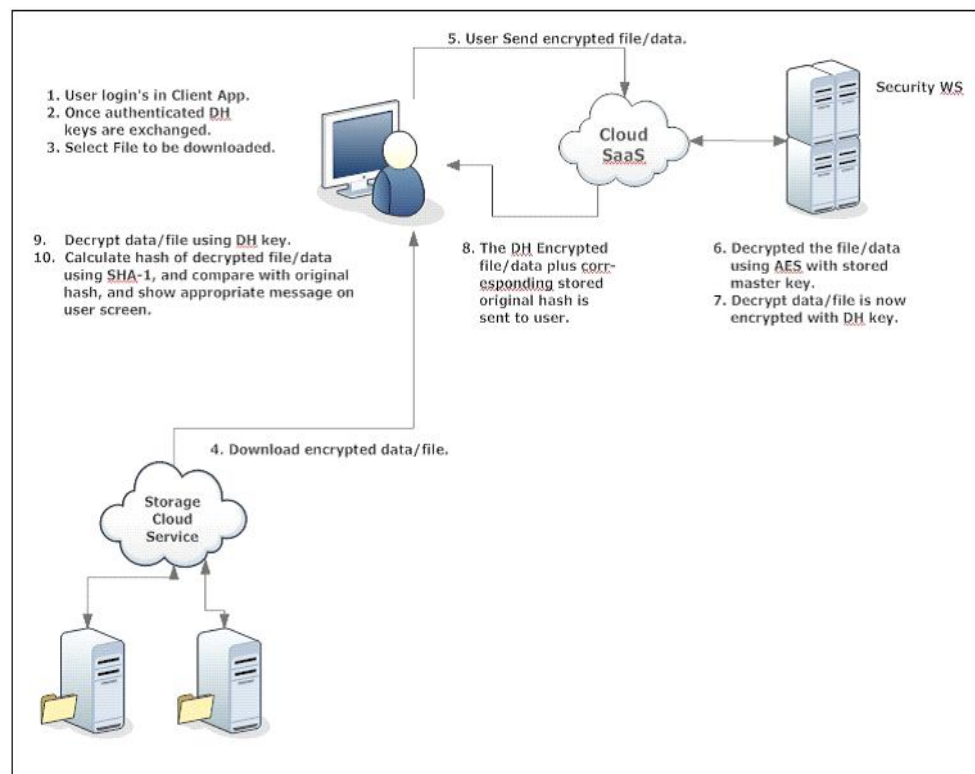 5. User Send encrypted file/data.
1. User login's in Client App.
2. Once authenticated DH
keys are exchanged.
3. Select File to be downloaded.
Cloud
SaaS
Security WS
9. Decrypt data/file using DH key.
10. Calculate hash of decrypted file/data
using SHA-1, and compare with original
hash, and show appropriate message on
user screen.
8. The DH Encrypted
file/data plus corr-
esponding stored
original hash is
sent to user.
6. Decrypted the file/data
using AES with stored
master key.
7. Decrypt data/file is now
encrypted with DH key.
4. Download encrypted data/file.
Storage
Cloud
Service